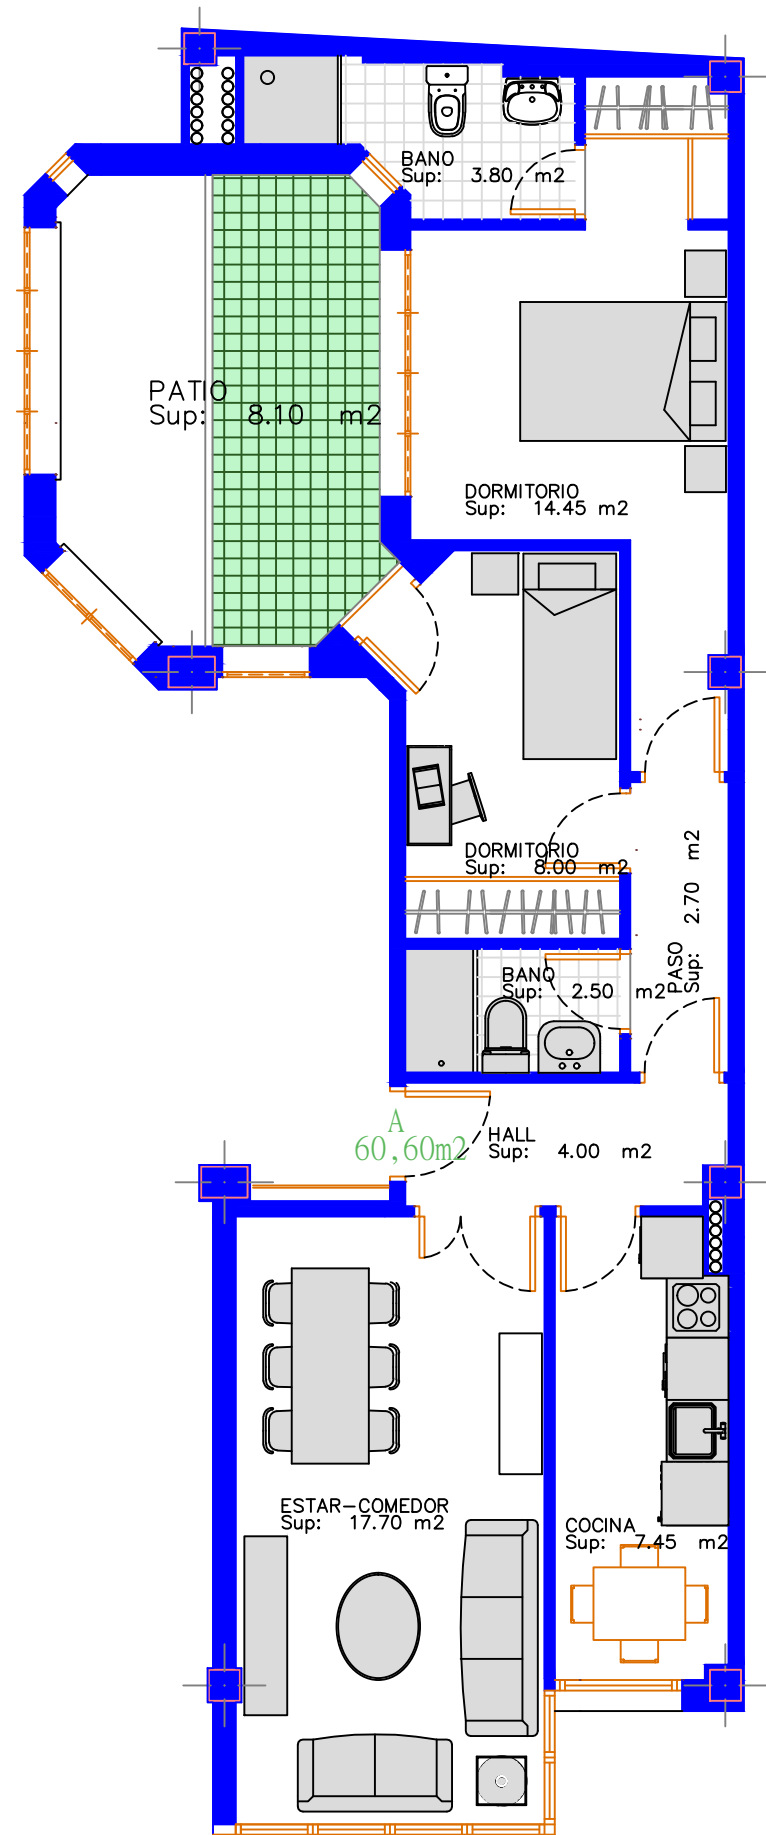 BANO
Sup: 3.80 m2
PATIO
Sup: 8.10 m2
DORMITORIO
Sup: 14.45 m2
DORMITORIO
Sup: 8.00 m2
PASO
Sup: 2.70 m2
BANO
Sup: 2.50 m2
A
60,60m2
HALL
Sup: 4.00 m2
ESTAR-COMEDOR
Sup: 17.70 m2
COCINA
Sup: 7.45 m2